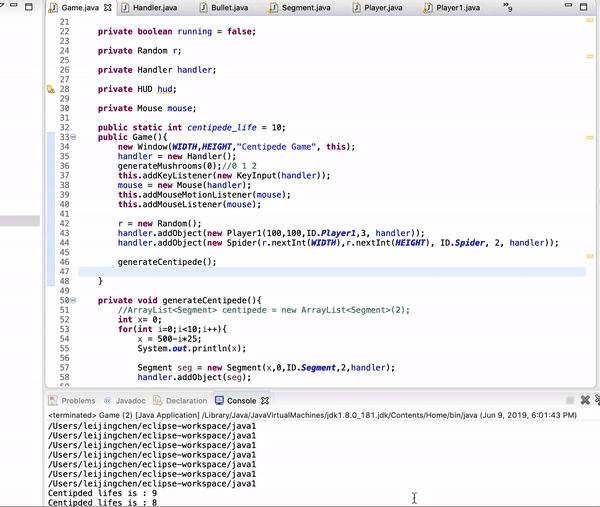 Game.java
Handler.java
Bullet.java
Segment.java
Player.java
Player1.java
»9
21
22 private boolean running = false;
23
24 private Random r;
25
26 private Handler handler;
27
28 private HUD hud;
29
30 private Mouse mouse;
31
32 public static int centipede_life = 10;
33 public Game(){
34 new Window(WIDTH,HEIGHT,"Centipede Game", this);
35 handler = new Handler();
36 generateMushrooms(0);//0 1 2
37 this.addKeyListener(new KeyInput(handler));
38 mouse = new Mouse(handler);
39 this.addMouseMotionListener(mouse);
40 this.addMouseListener(mouse);
41
42 r = new Random();
43 handler.addObject(new Player1(100,100,ID.Player1,3, handler));
44 handler.addObject(new Spider(r.nextInt(WIDTH),r.nextInt(HEIGHT), ID.Spider, 2, handler));
45
46 generateCentipede();
47
48 }
49
50 private void generateCentipede(){
51 //ArrayList<Segment> centipede = new ArrayList<Segment>(2);
52 int x= 0;
53 for(int i=0;i<10;i++){
54 x = 500-i*25;
55 System.out.println(x);
56
57 Segment seg = new Segment(x,0,ID.Segment,2,handler);
58 handler.addObject(seg);
59
Problems
Javadoc
Declaration
Console
<terminated> Game (2) [Java Application] /Library/Java/JavaVirtualMachines/jdk1.8.0_181.jdk/Contents/Home/bin/java (Jun 9, 2019, 6:01:43 PM)
/Users/leijingchen/eclipse-workspace/java1
/Users/leijingchen/eclipse-workspace/java1
/Users/leijingchen/eclipse-workspace/java1
/Users/leijingchen/eclipse-workspace/java1
/Users/leijingchen/eclipse-workspace/java1
/Users/leijingchen/eclipse-workspace/java1
/Users/leijingchen/eclipse-workspace/java1
Centipded lifes is : 9
Centipded lifes is : 8